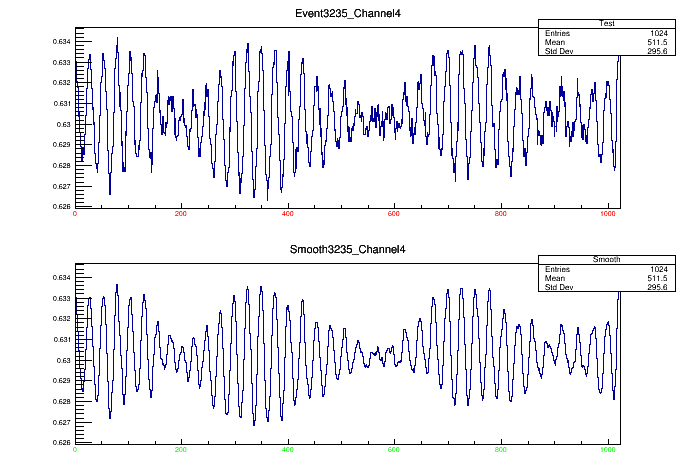 Event3235_Channel4
Test
Entries 1024
Mean 511.5
Std Dev 295.6
0.634
0.633
0.632
0.631
0.63
0.629
0.628
0.627
0.626
0 200 400 600 800 1000
Smooth3235_Channel4
Smooth
Entries 1024
Mean 511.5
Std Dev 295.6
0.634
0.633
0.632
0.631
0.63
0.629
0.628
0.627
0.626
0 200 400 600 800 1000